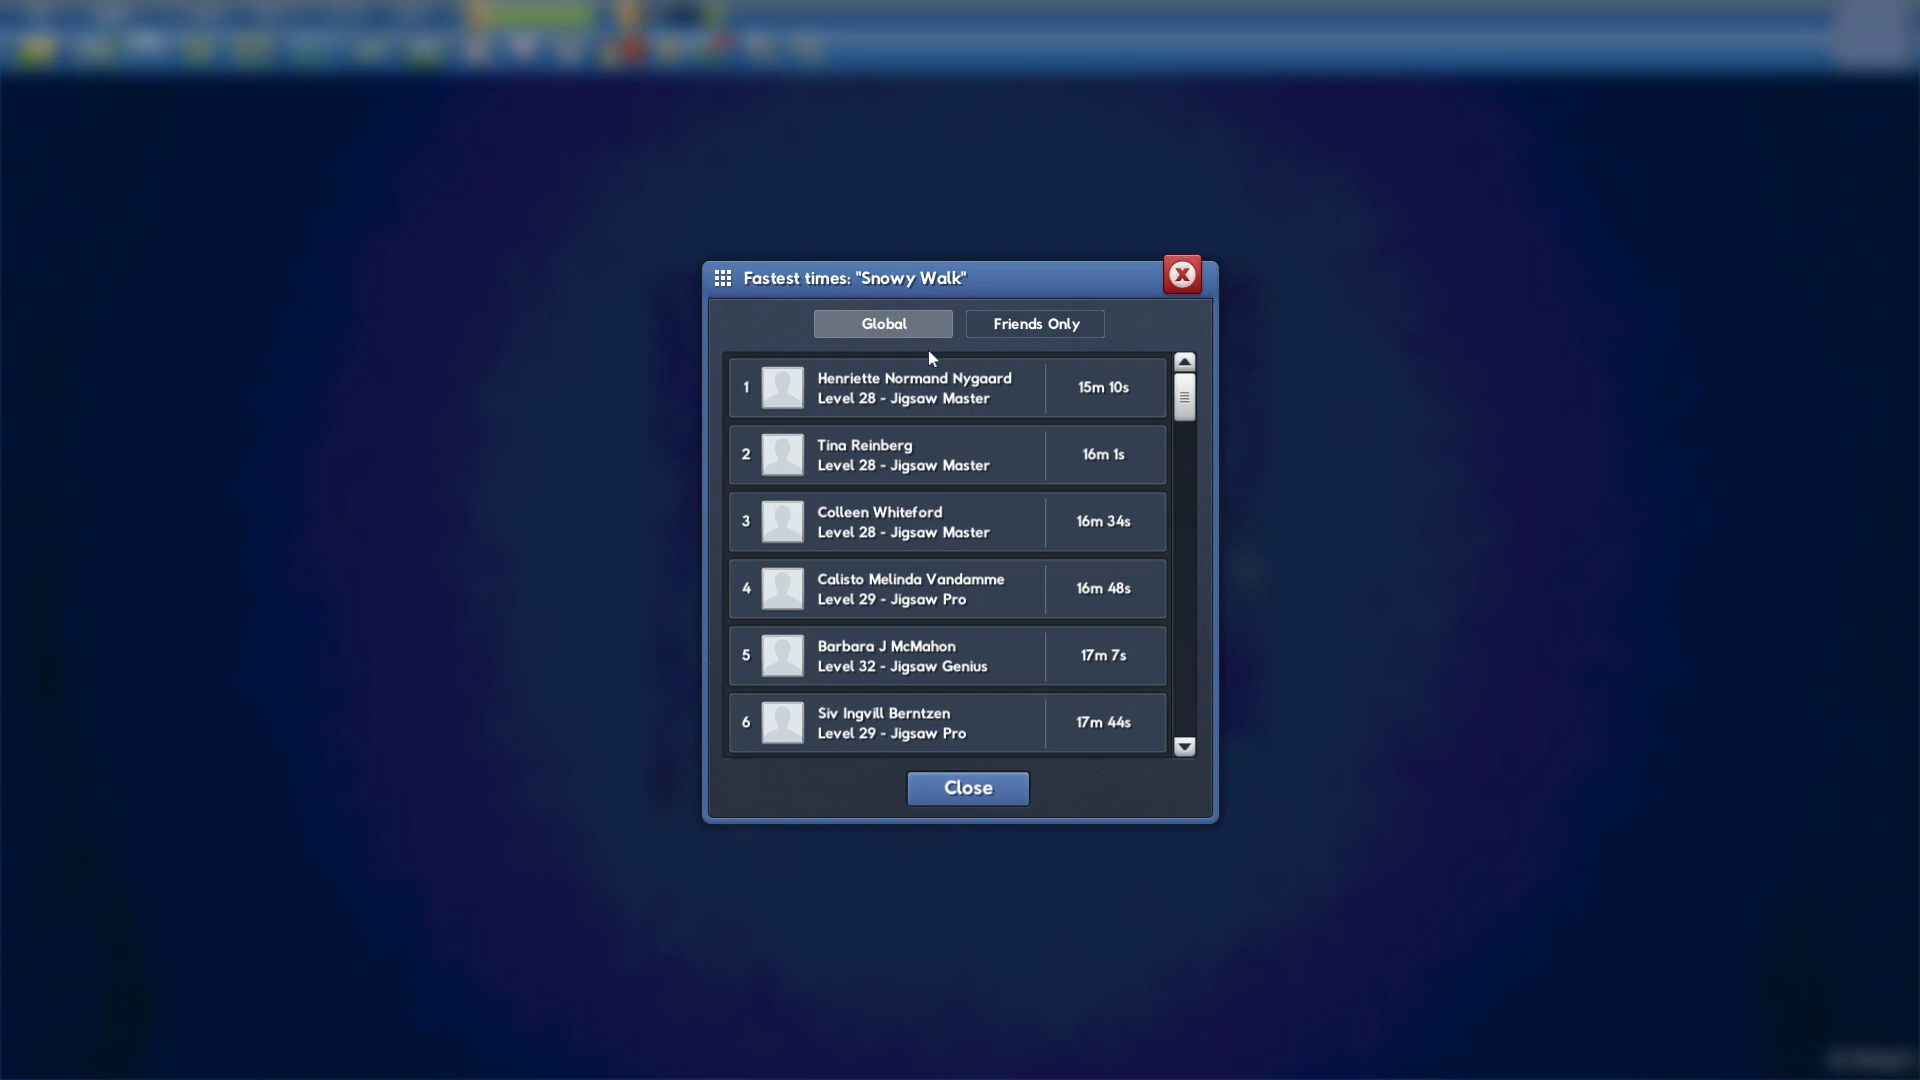 Fastest times: "Snowy Walk"
Global
Friends Only
1
Henriette Normand Nygaard
Level 28 - Jigsaw Master
15m 10s
2
Tina Reinberg
Level 28 - Jigsaw Master
16m 1s
3
Colleen Whiteford
Level 28 - Jigsaw Master
16m 34s
4
Calisto Melinda Vandamme
Level 29 - Jigsaw Pro
16m 48s
5
Barbara J McMahon
Level 32 - Jigsaw Genius
17m 7s
6
Siv Ingvill Berntzen
Level 29 - Jigsaw Pro
17m 44s
Close